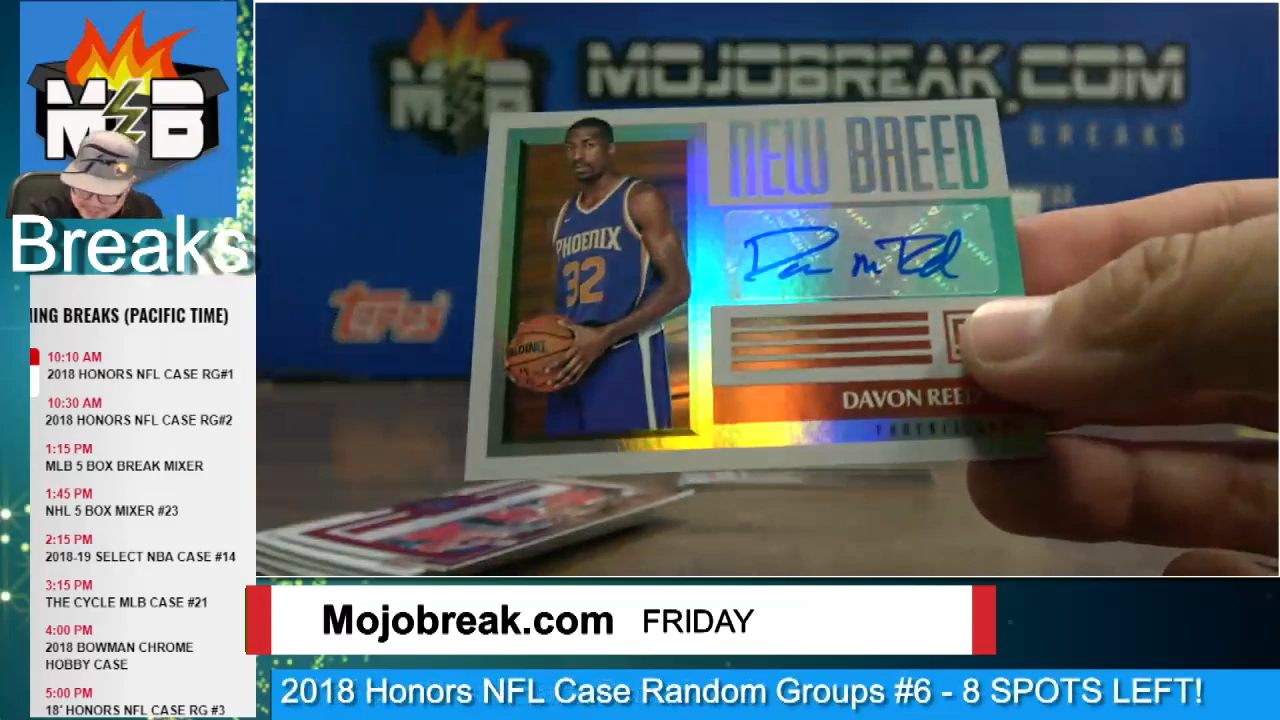 M B
Breaks
ING BREAKS (PACIFIC TIME)
10:10 AM
2018 HONORS NFL CASE RG#1
10:30 AM
2018 HONORS NFL CASE RG#2
1:15 PM
MLB 5 BOX BREAK MIXER
1:45 PM
NHL 5 BOX MIXER #23
2:15 PM
2018-19 SELECT NBA CASE #14
3:15 PM
THE CYCLE MLB CASE #21
4:00 PM
2018 BOWMAN CHROME
HOBBY CASE
5:00 PM
18' HONORS NFL RG #3
M B
MOJOBREAK.COM
BREAKS
Topps
NEW BREED
PHOENIX
32
SPALDING
DAVON REED
Mojobreak.com FRIDAY
2018 Honors NFL Case Random Groups #6 - 8 SPOTS LEFT!